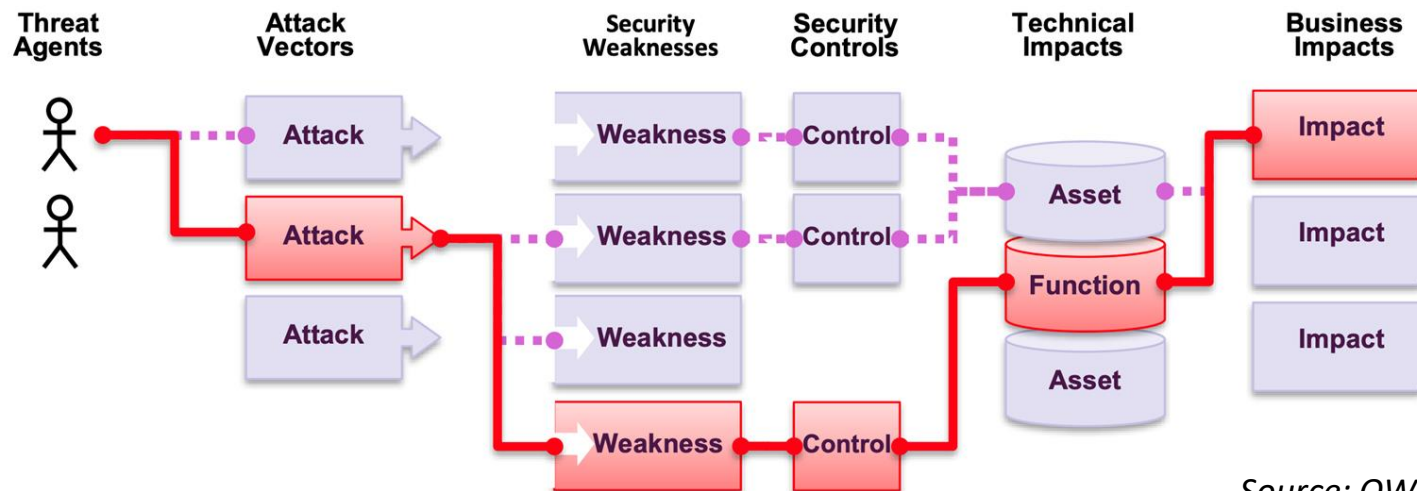 Threat
Agents
Attack
Vectors
Security
Weaknesses
Security
Controls
Technical
Impacts
Business
Impacts
Attack
Weakness
Control
Impact
Asset
Attack
Weakness
Control
Impact
Function
Attack
Weakness
Impact
Asset
Weakness
Control
Source: